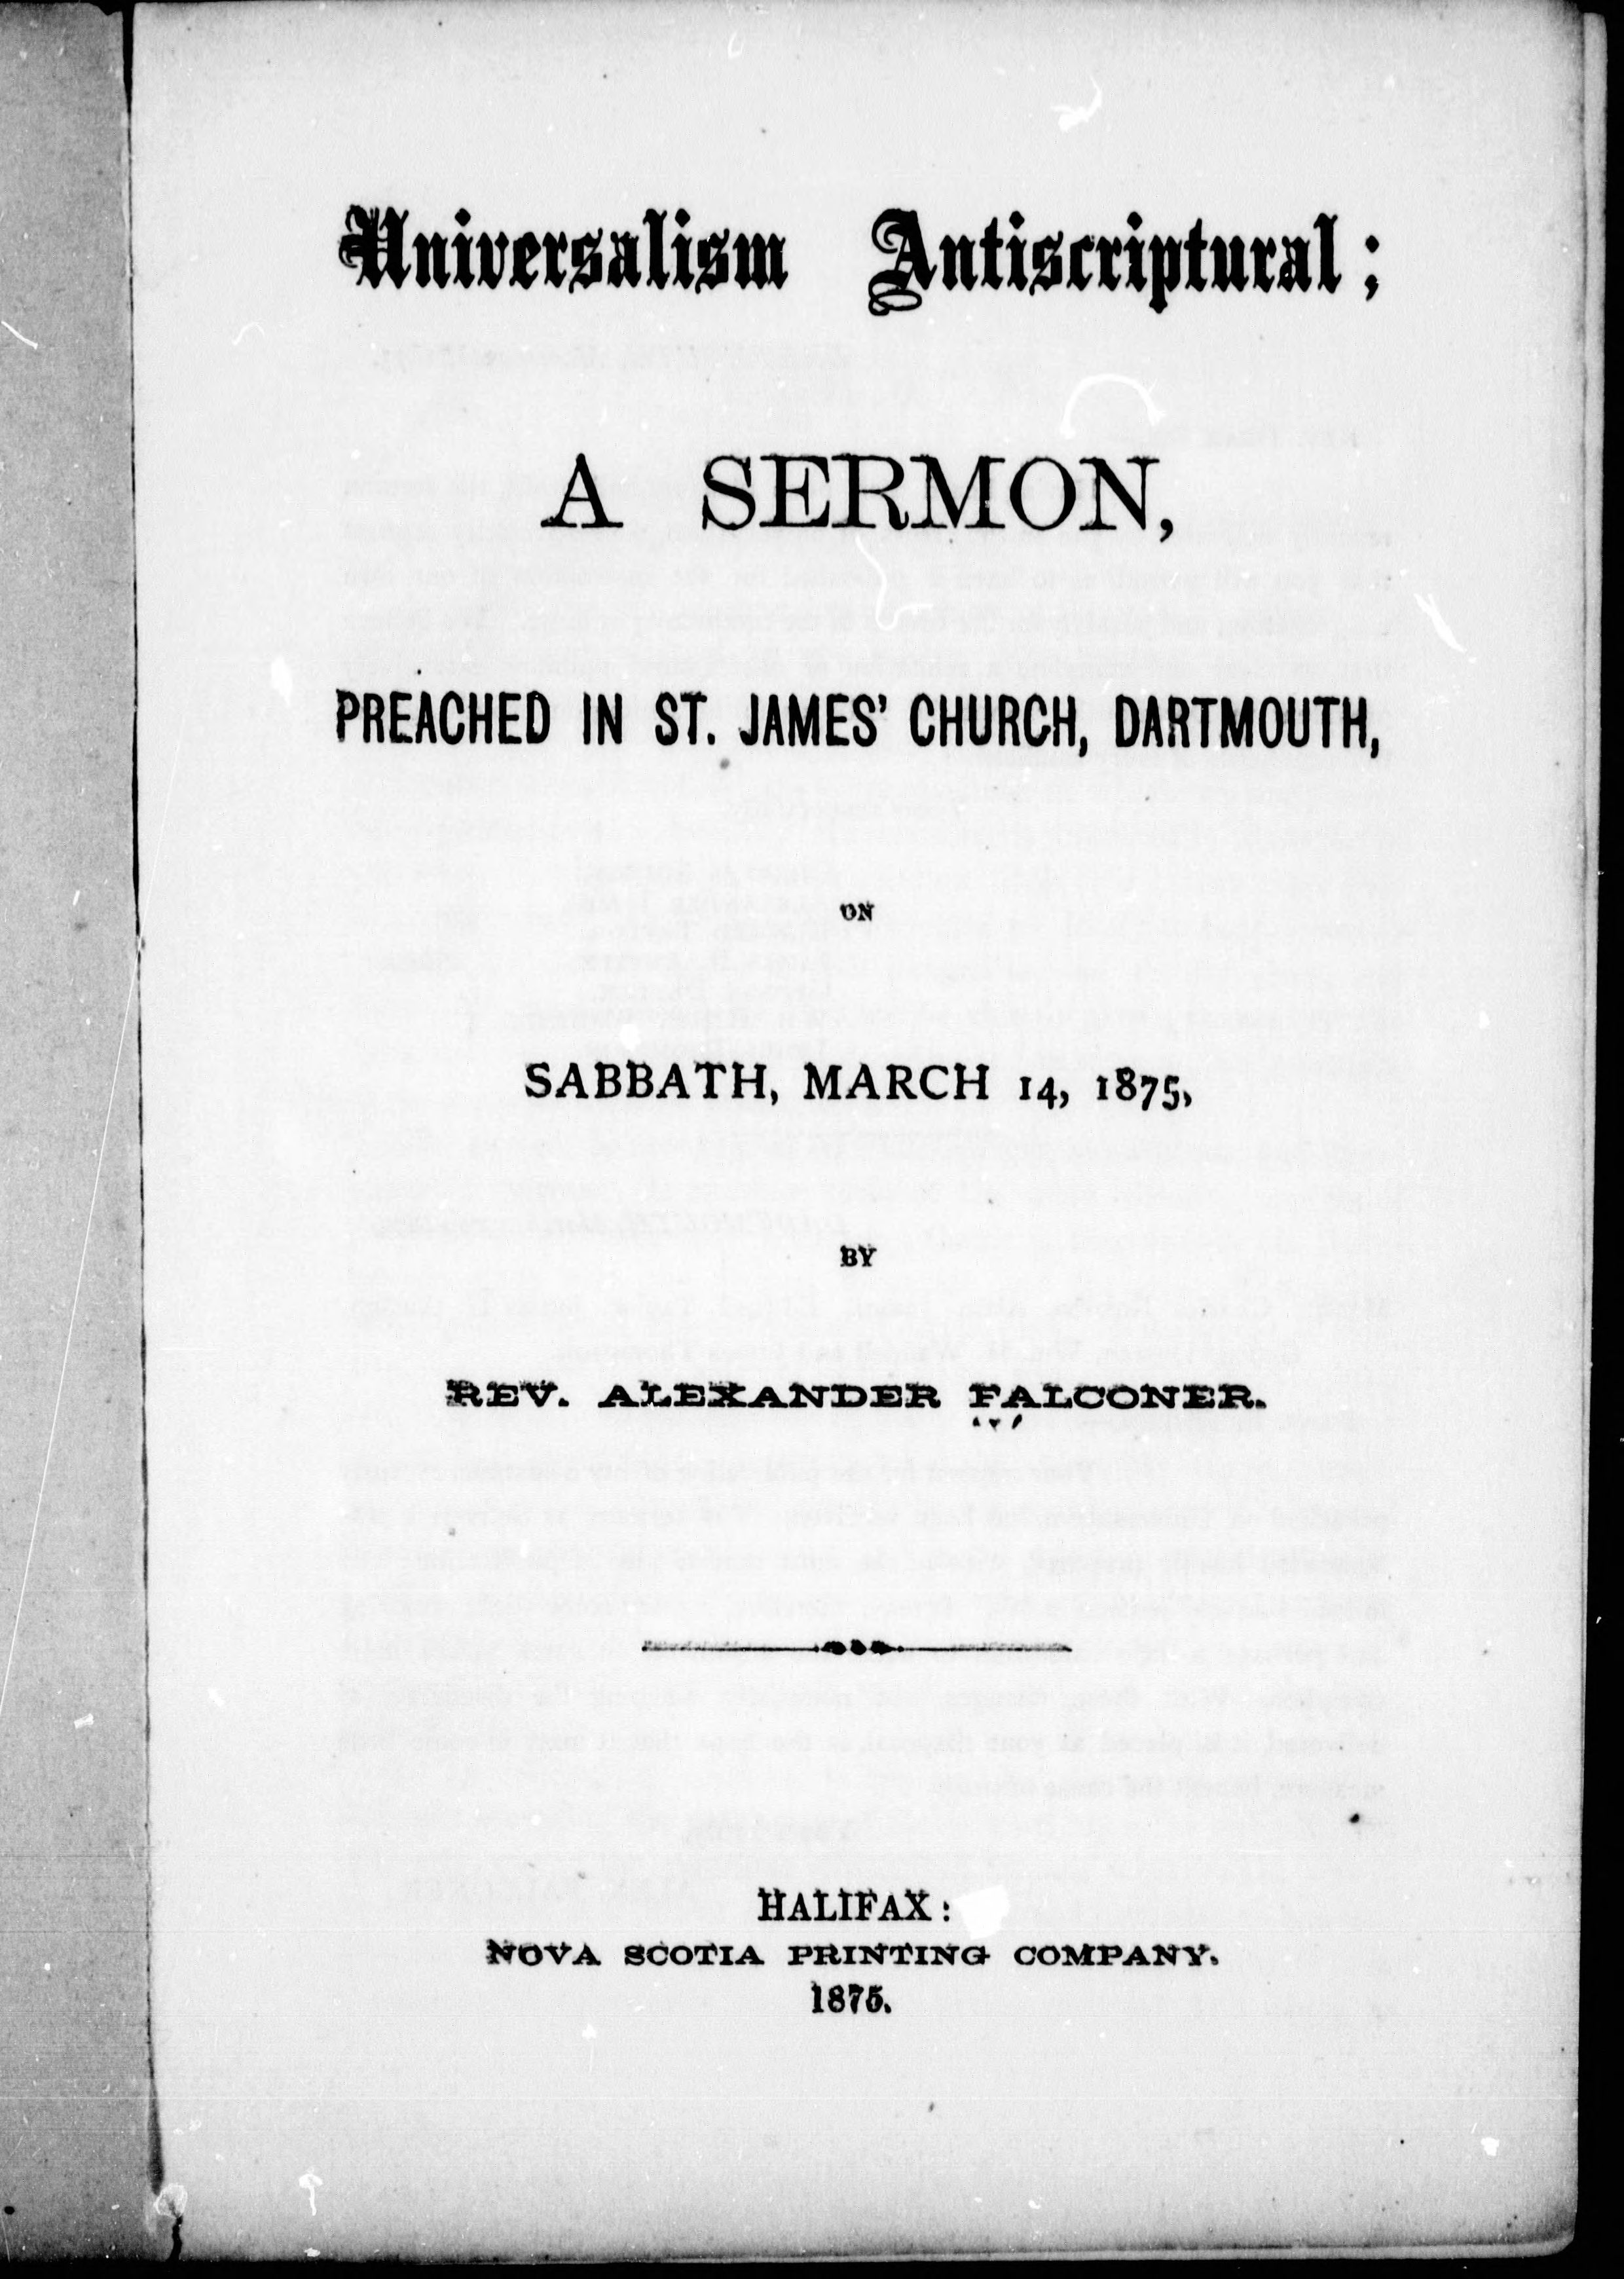 Universalism Antiscriptural;
A SERMON,
PREACHED IN ST. JAMES' CHURCH, DARTMOUTH,
ON
SABBATH, MARCH 14, 1875,
BY
REV. ALEXANDER FALCONER.
HALIFAX:
NOVA SCOTIA PRINTING COMPANY.
1875.